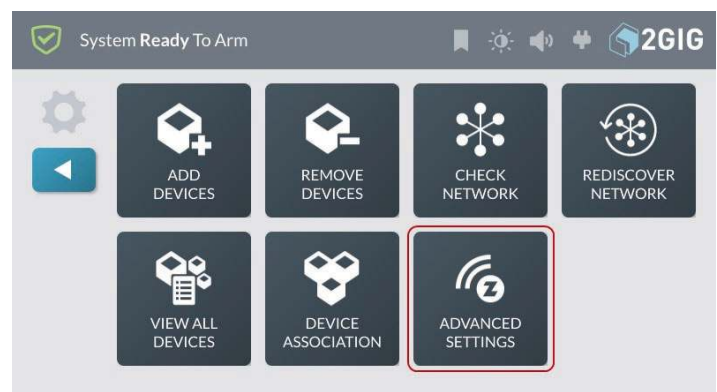 System Ready To Arm
2GIG
ADD
DEVICES
REMOVE
DEVICES
CHECK
NETWORK
REDISCOVER
NETWORK
VIEW ALL
DEVICES
DEVICE
ASSOCIATION
Z
ADVANCED
SETTINGS